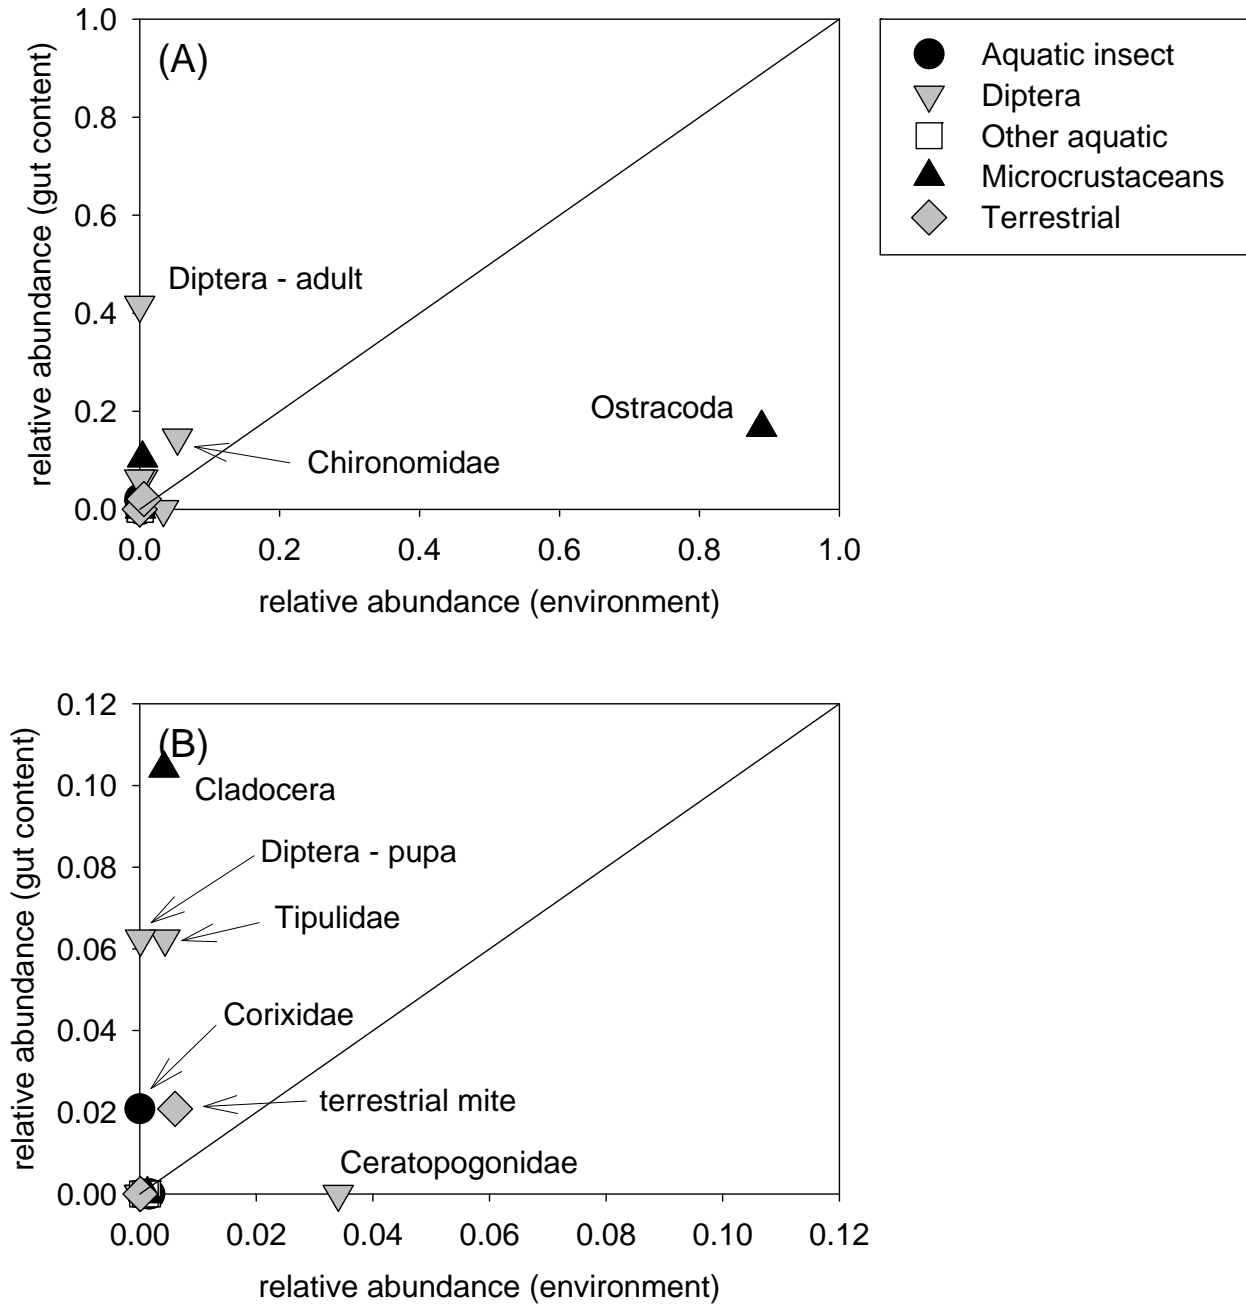 (A)
1.0
0.8
0.6
0.4
0.2
0.0
relative abundance (gut content)
Diptera - adult
Ostracoda
Chironomidae
0.0 0.2 0.4 0.6 0.8 1.0
relative abundance (environment)
Aquatic insect
Diptera
Other aquatic
Microcrustaceans
Terrestrial
(B)
0.12
0.10
0.08
0.06
0.04
0.02
0.00
relative abundance (gut content)
Cladocera
Diptera - pupa
Tipulidae
Corixidae
terrestrial mite
Ceratopogonidae
0.00 0.02 0.04 0.06 0.08 0.10 0.12
relative abundance (environment)